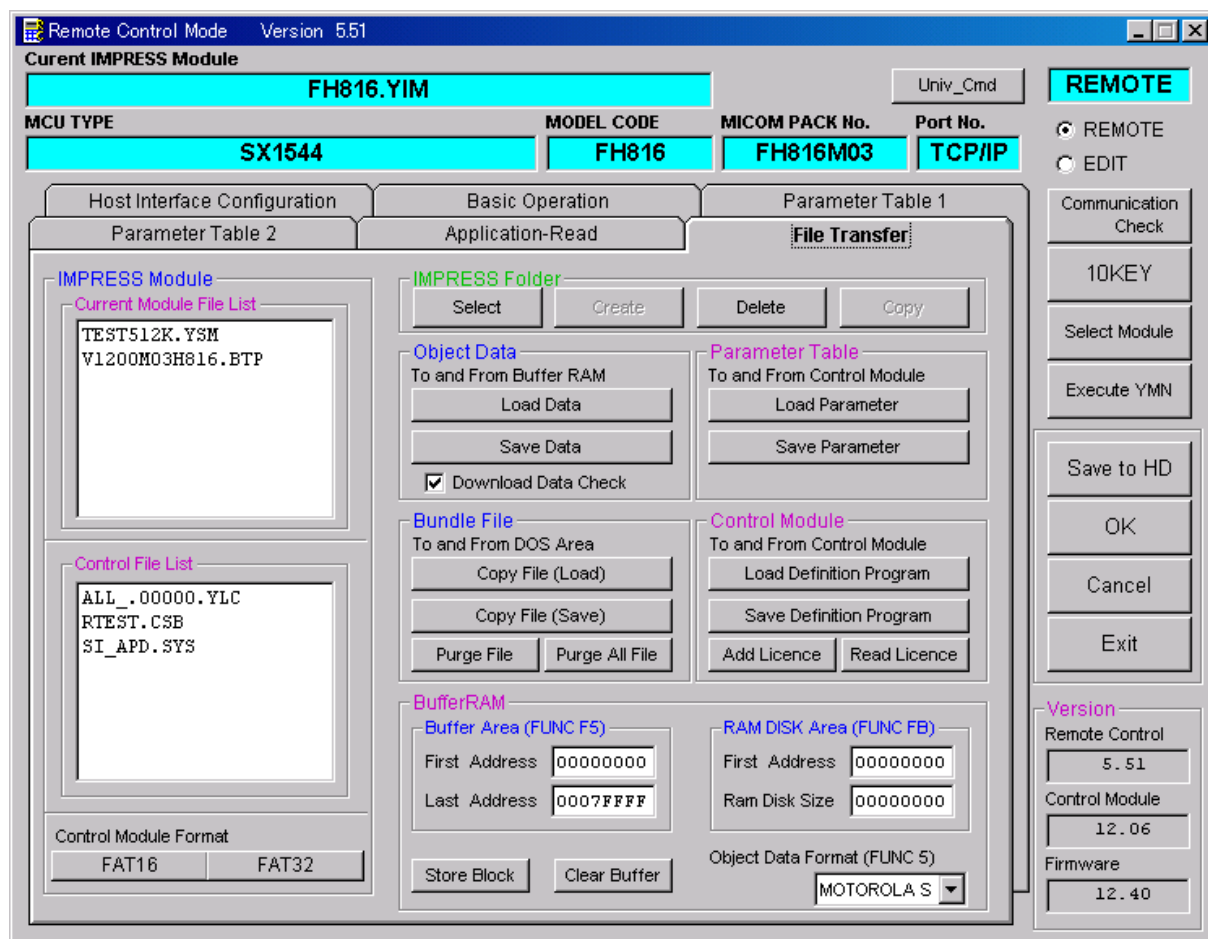 Remote Control Mode Version 5.51
Curent IMPRESS Module
FH816.YIM
Univ_Cmd
REMOTE
MCU TYPE MODEL CODE MICOM PACK No. Port No.
SX1544 FH816 FH816M03 TCP/IP
REMOTE
EDIT
Host Interface Configuration Basic Operation Parameter Table 1
Parameter Table 2 Application-Read File Transfer
IMPRESS Module
Current Module File List
TEST512K.YSM
V1200M03H816.BTP
Control File List
ALL_.00000.YLC
RTEST.CSB
SI_APD.SYS
Control Module Format
FAT16 FAT32
IMPRESS Folder
Select Create Delete Copy
Object Data
To and From Buffer RAM
Load Data
Save Data
Download Data Check
Parameter Table
To and From Control Module
Load Parameter
Save Parameter
Bundle File
To and From DOS Area
Copy File (Load)
Copy File (Save)
Purge File Purge All File
Control Module
To and From Control Module
Load Definition Program
Save Definition Program
Add Licence Read Licence
BufferRAM
Buffer Area (FUNC F5)
First Address 00000000
Last Address 0007FFFF
RAM DISK Area (FUNC FB)
First Address 00000000
Ram Disk Size 00000000
Store Block Clear Buffer
Object Data Format (FUNC 5)
MOTOROLA S
Communication
Check
10KEY
Select Module
Execute YMN
Save to HD
OK
Cancel
Exit
Version
Remote Control
5.51
Control Module
12.06
Firmware
12.40